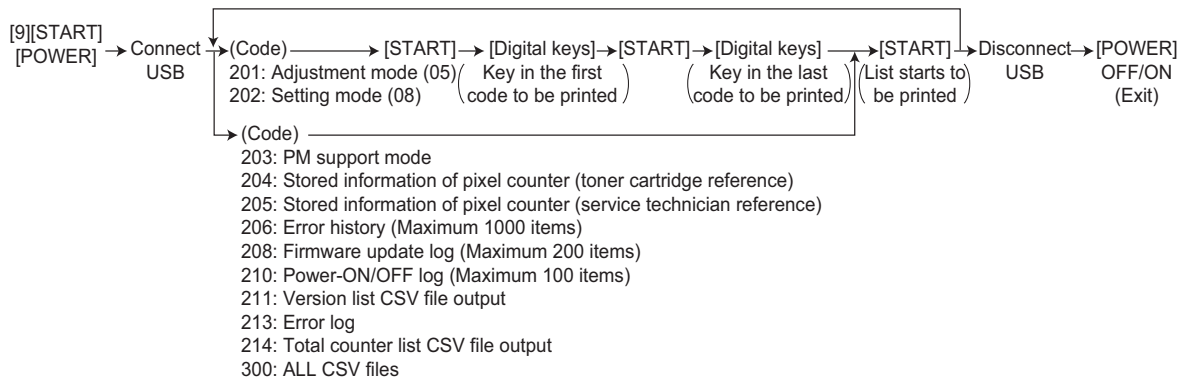 [9][START]
[POWER]
Connect
USB
(Code)
201: Adjustment mode (05)
202: Setting mode (08)
[START]
[Digital keys]
(Key in the first
code to be printed)
[START]
[Digital keys]
(Key in the last
code to be printed)
[START]
(List starts to
be printed)
Disconnect
USB
[POWER]
OFF/ON
(Exit)
(Code)
203: PM support mode
204: Stored information of pixel counter (toner cartridge reference)
205: Stored information of pixel counter (service technician reference)
206: Error history (Maximum 1000 items)
208: Firmware update log (Maximum 200 items)
210: Power-ON/OFF log (Maximum 100 items)
211: Version list CSV file output
213: Error log
214: Total counter list CSV file output
300: ALL CSV files